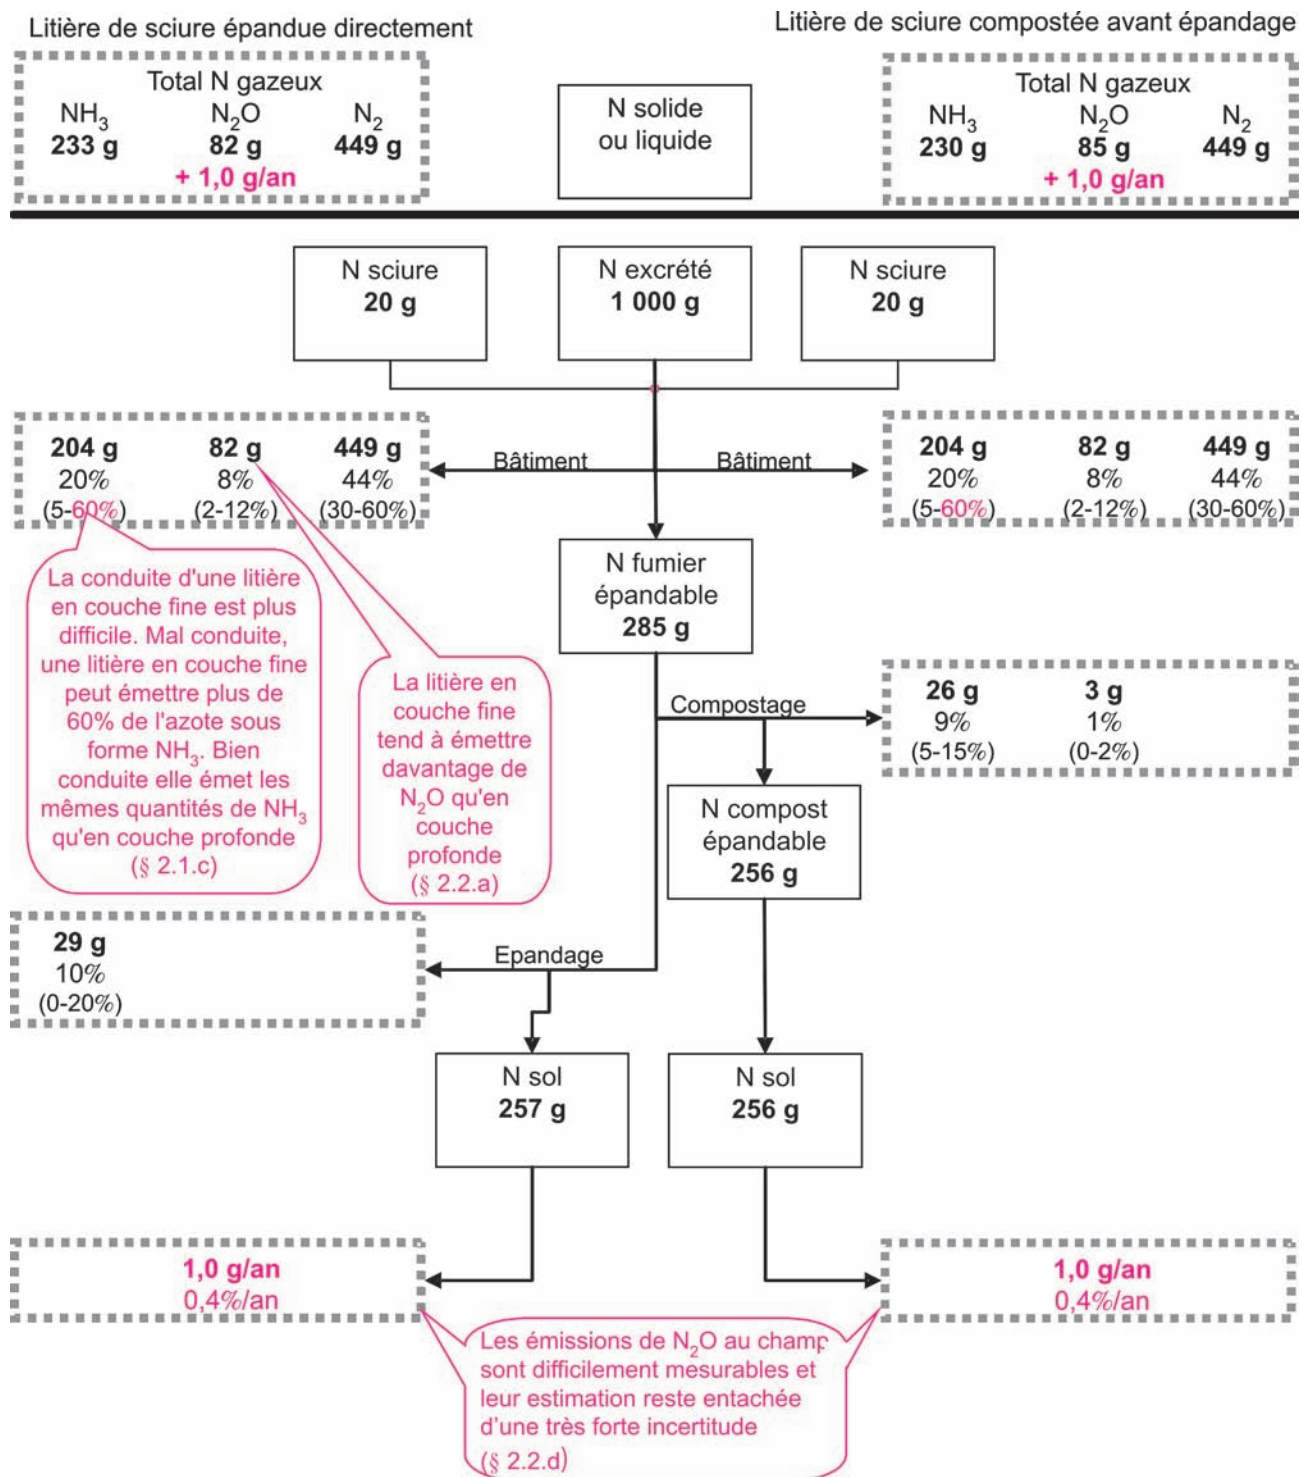 Litière de sciure épandue directement
Litière de sciure compostée avant épandage
Total N gazeux
NH3 N2O N2
233 g 82 g 449 g
+ 1,0 g/an
N solide
ou liquide
Total N gazeux
NH3 N2O N2
230 g 85 g 449 g
+ 1,0 g/an
N sciure
20 g
N excrété
1 000 g
N sciure
20 g
204 g 82 g 449 g
20% 8% 44%
(5-60%) (2-12%) (30-60%)
Bâtiment
Bâtiment
204 g 82 g 449 g
20% 8% 44%
(5-60%) (2-12%) (30-60%)
N fumier
épandable
285 g
La conduite d'une litière
en couche fine est plus
difficile. Mal conduite,
une litière en couche fine
peut émettre plus de
60% de l'azote sous
forme NH3. Bien
conduite elle émet les
mêmes quantités de NH3
qu'en couche profonde
(§ 2.1.c)
La litière en
couche fine
tend à émettre
davantage de
N2O qu'en
couche
profonde
(§ 2.2.a)
Compostage
26 g 3 g
9% 1%
(5-15%) (0-2%)
N compost
épandable
256 g
29 g
10%
(0-20%)
Epandage
N sol
257 g
N sol
256 g
1,0 g/an
0,4%/an
1,0 g/an
0,4%/an
Les émissions de N2O au champ
sont difficilement mesurables et
leur estimation reste entachée
d'une très forte incertitude
(§ 2.2.d)